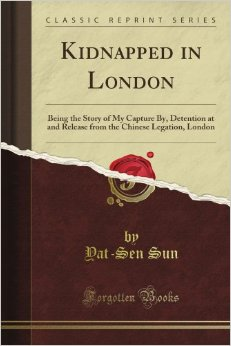 CLASSIC REPRINT SERIES
KIDNAPPED IN
LONDON
Being the Story of My Capture By, Detention at
and Release from the Chinese Legation, London
F
by
Yat-Sen Sun
Forgotten Books